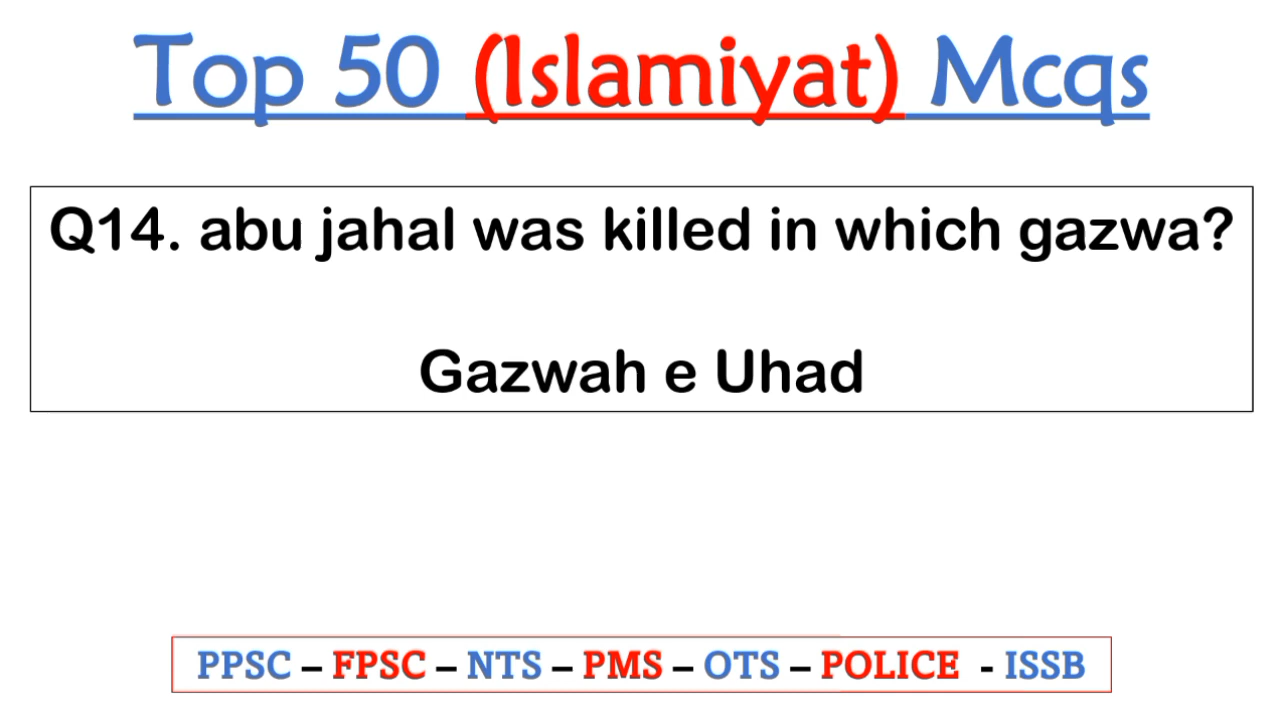 Top 50 (Islamiyat) Mcqs
Q14. abu jahal was killed in which gazwa?
Gazwah e Uhad
PPSC – FPSC – NTS – PMS – OTS – POLICE - ISSB